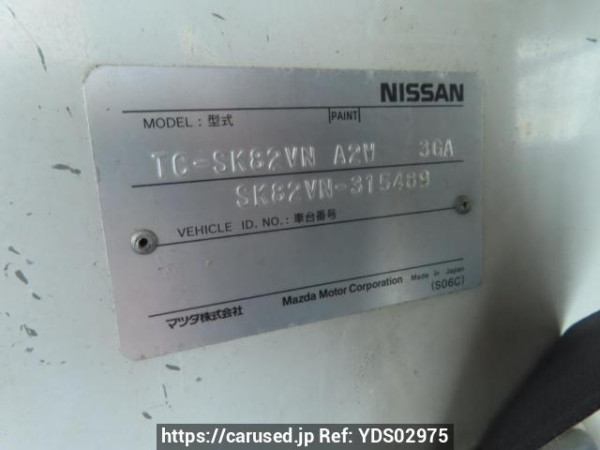 NISSAN
MODEL : 型式 PAINT
TC-SK82VN A2W 3GA
SK82VN-315489
VEHICLE ID. NO. : 車台番号
マツダ株式会社 Mazda Motor Corporation Made in Japan
(S06C)
https://carused.jp Ref: YDS02975